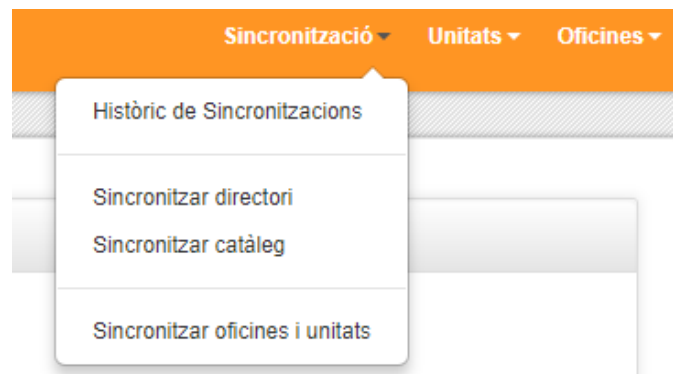 Sincronització Unitats Oficines
Històric de Sincronitzacions
Sincronitzar directori
Sincronitzar catàleg
Sincronitzar oficines i unitats